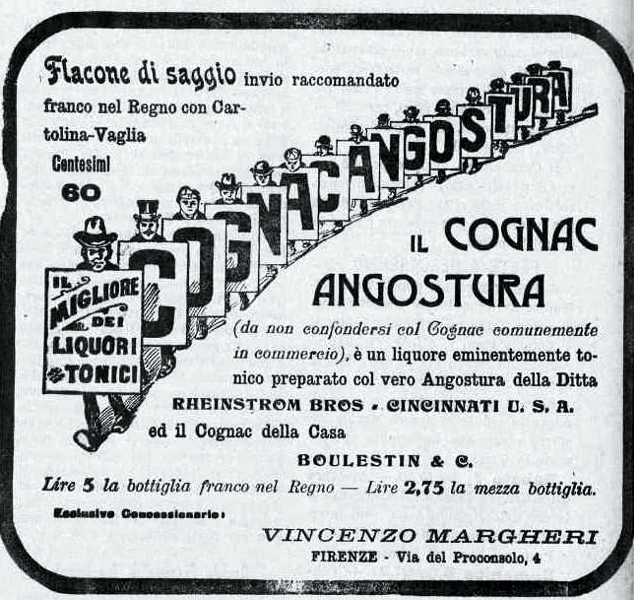 Flacone di saggio invio raccomandato
franco nel Regno con Car-
tolina-Vaglia
Centesimi
60
IL
MIGLIORE
DEI
LIQUORI
TONICI
COGNAC ANGOSTURA
IL COGNAC
ANGOSTURA
(da non confondersi col Cognac comunemente
in commercio), è un liquore eminentemente to-
nico preparato col vero Angostura della Ditta
RHEINSTROM BROS - CINCINNATI U. S. A.
ed il Cognac della Casa
BOULESTIN & C.
Lire 5 la bottiglia franco nel Regno — Lire 2,75 la mezza bottiglia.
Esclusivo Concessionario:
VINCENZO MARGHERI
FIRENZE - Via del Proconsolo, 4